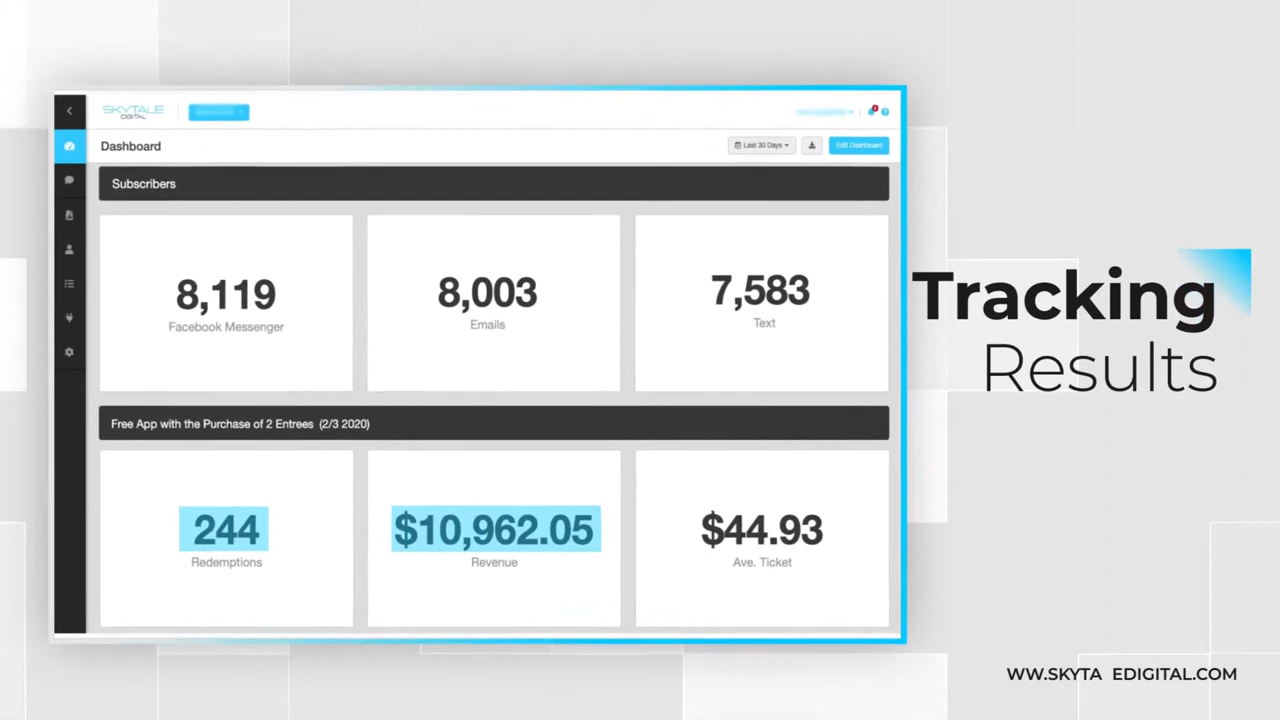 SKYTALE
DIGITAL
Dashboard
Last 30 Days
Edit Dashboard
Subscribers
8,119
Facebook Messenger
8,003
Emails
7,583
Text
Free App with the Purchase of 2 Entrees (2/3 2020)
244
Redemptions
$10,962.05
Revenue
$44.93
Ave. Ticket
Tracking
Results
WW.SKYTA EDIGITAL.COM